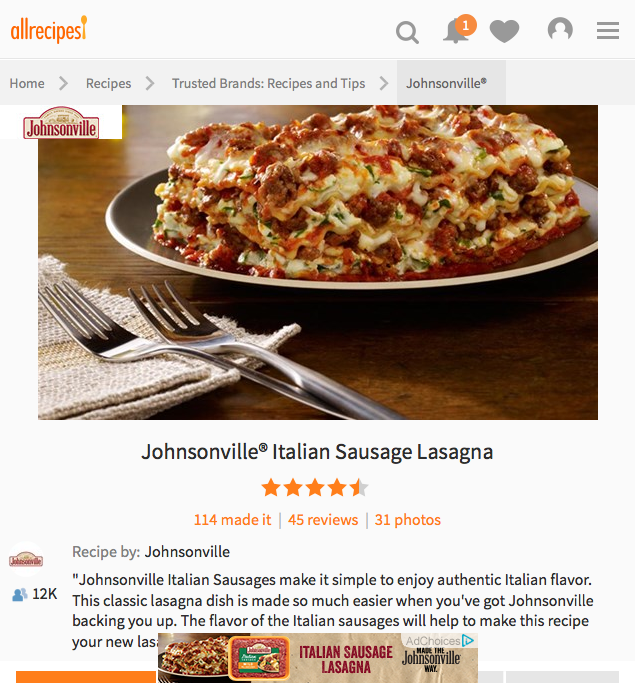 allrecipes
1
Home Recipes Trusted Brands: Recipes and Tips Johnsonville®
Johnsonville
Johnsonville® Italian Sausage Lasagna
114 made it | 45 reviews | 31 photos
Recipe by: Johnsonville
Johnsonville
12K
"Johnsonville Italian Sausages make it simple to enjoy authentic Italian flavor.
This classic lasagna dish is made so much easier when you've got Johnsonville
backing you up. The flavor of the Italian sausages will help to make this recipe
your new
AdChoices
ITALIAN SAUSAGE
LASAGNA
MADE THE
Johnsonville
WAY.